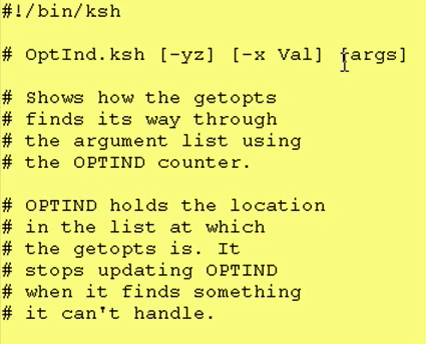 #!/bin/ksh
# OptInd.ksh [-yz] [-x Val] [args]
# Shows how the getopts
# finds its way through
# the argument list using
# the OPTIND counter.
# OPTIND holds the location
# in the list at which
# the getopts is. It
# stops updating OPTIND
# when it finds something
# it can't handle.